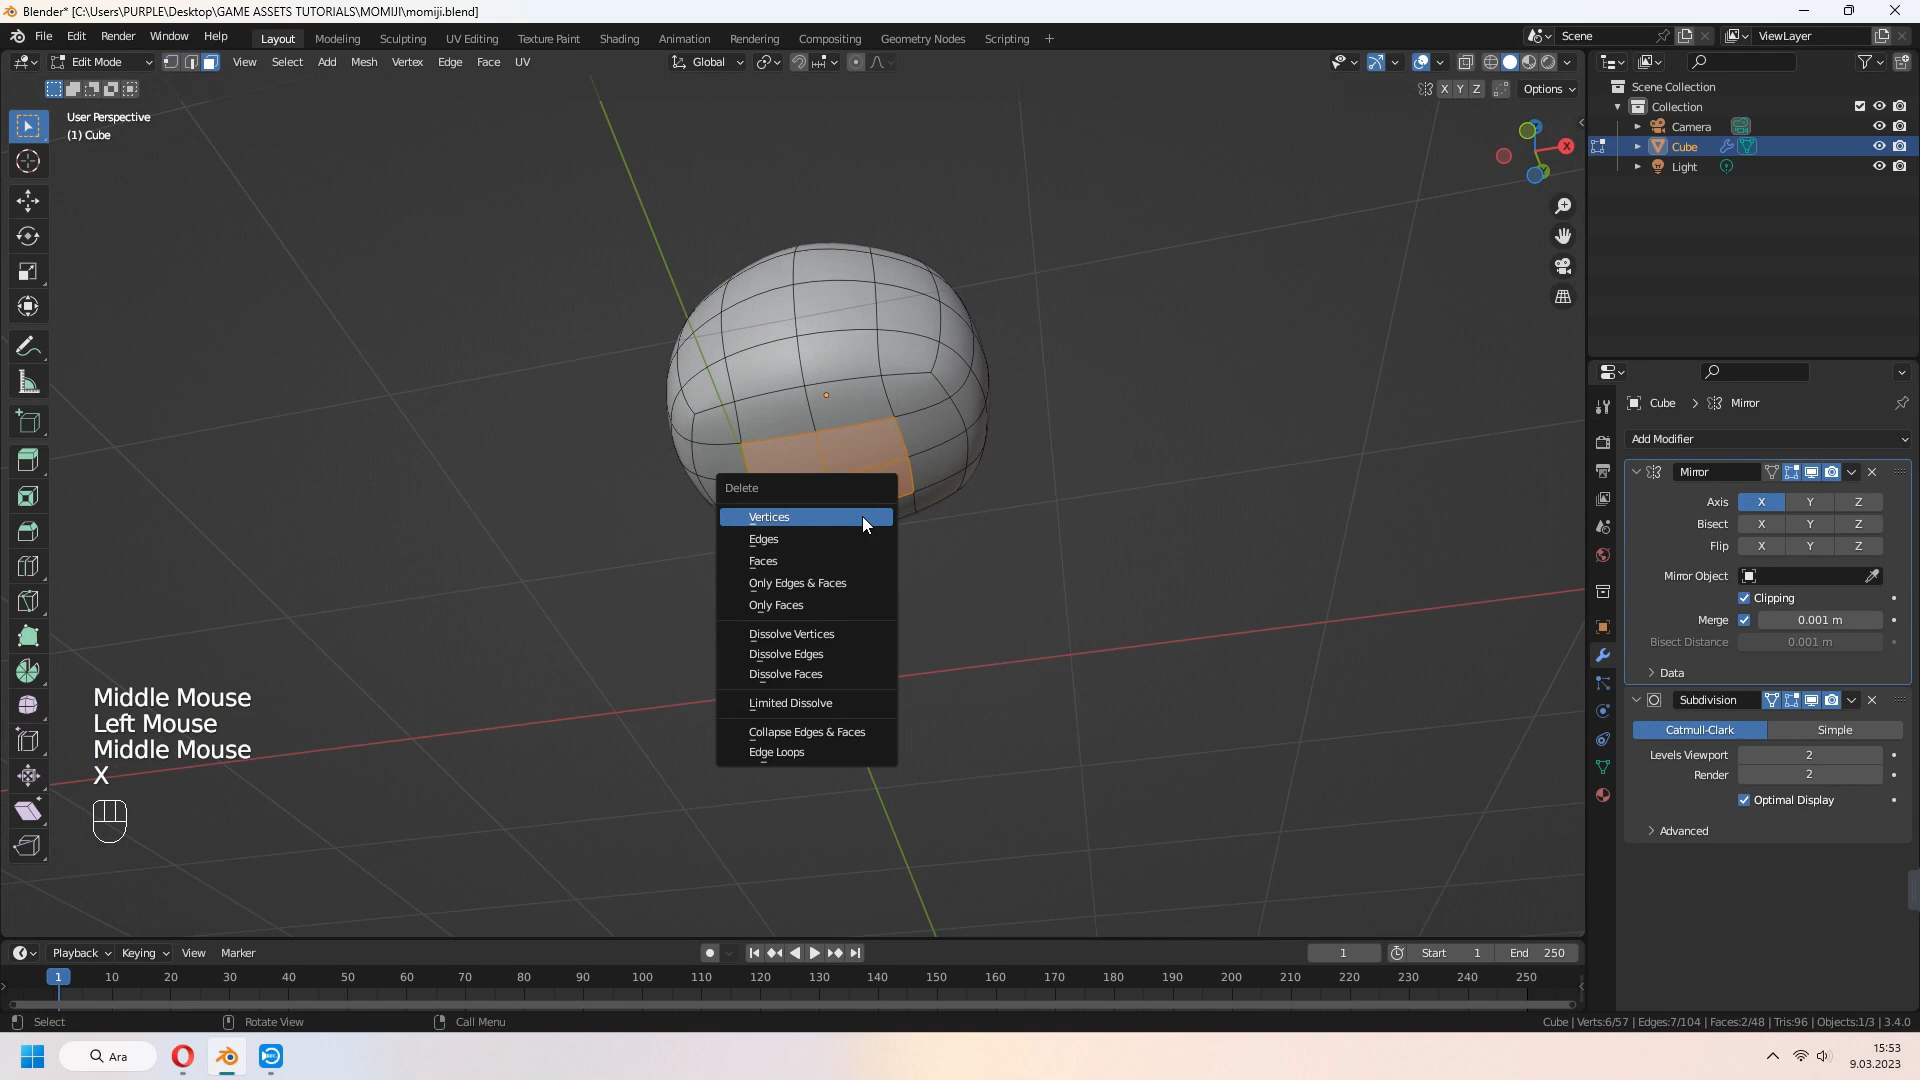 Blender* [C:\Users\PURPLE\Desktop\GAME ASSETS TUTORIALS\MOMIJI\momiji.blend]
File Edit Render Window Help Layout Modeling Sculpting UV Editing Texture Paint Shading Animation Rendering Compositing Geometry Nodes Scripting + Scene ViewLayer
Edit Mode View Select Add Mesh Vertex Edge Face UV Global
X Y Z Options
User Perspective
(1) Cube
X
Y
Scene Collection
Collection
Camera
Cube
Light
Cube > Mirror
Add Modifier
Mirror
Axis X Y Z
Bisect X Y Z
Flip X Y Z
Mirror Object
Clipping
Merge 0.001 m
Bisect Distance 0.001 m
> Data
Subdivision
Catmull-Clark Simple
Levels Viewport 2
Render 2
Optimal Display
> Advanced
Delete
Vertices
Edges
Faces
Only Edges & Faces
Only Faces
Dissolve Vertices
Dissolve Edges
Dissolve Faces
Limited Dissolve
Collapse Edges & Faces
Edge Loops
Middle Mouse
Left Mouse
Middle Mouse
X
Playback Keying View Marker 1 Start 1 End 250
1 10 20 30 40 50 60 70 80 90 100 110 120 130 140 150 160 170 180 190 200 210 220 230 240 250
Select Rotate View Call Menu Cube | Verts:6/57 | Edges:7/104 | Faces:2/48 | Tris:96 | Objects:1/3 | 3.4.0
Ara
REC
15:53
9.03.2023